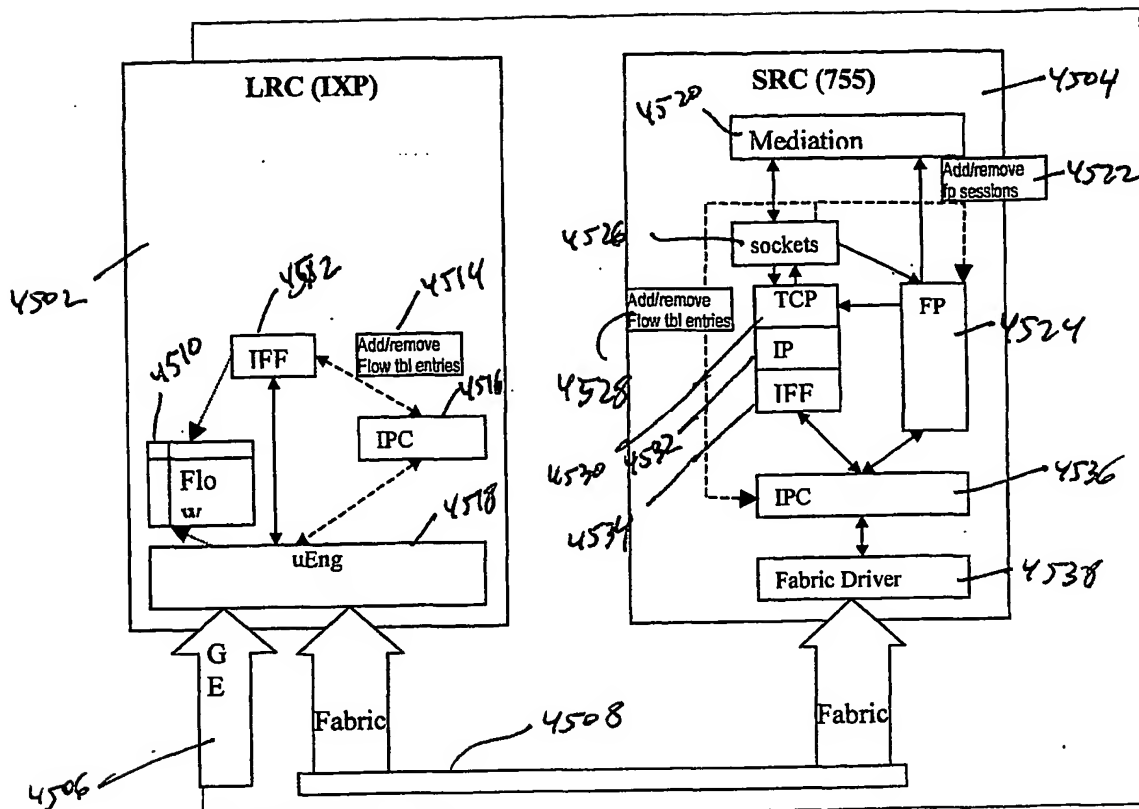 LRC (IXP)
SRC (755)
4504
4520
Mediation
Add/remove
fp sessions
4522
4526
sockets
4502
4512
4514
Add/remove
Flow tbl entries
TCP
FP
4524
4510
IFF
Add/remove
Flow tbl entries
4516
4528
IP
IFF
IPC
Flo
w
4530
4532
4534
IPC
4536
4518
uEng
Fabric Driver
4538
G
E
Fabric
4508
Fabric
4506